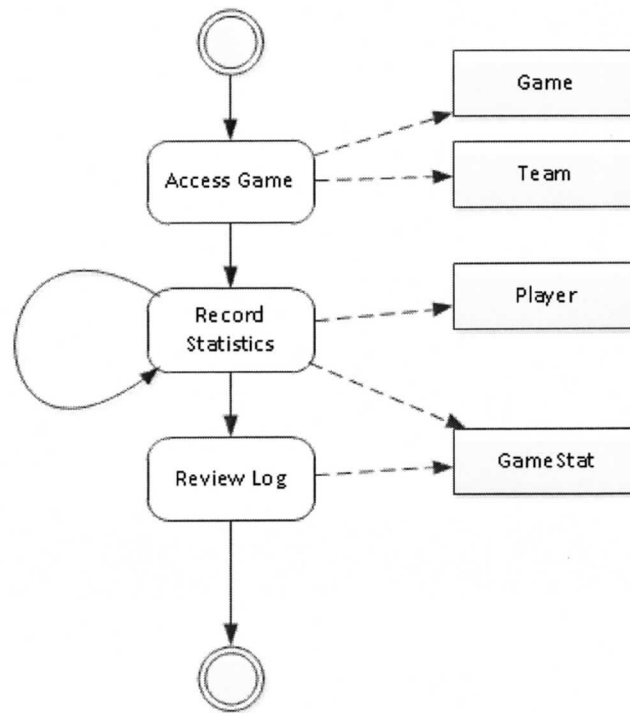 Game
Access Game
Team
Record
Statistics
Player
Review Log
GameStat